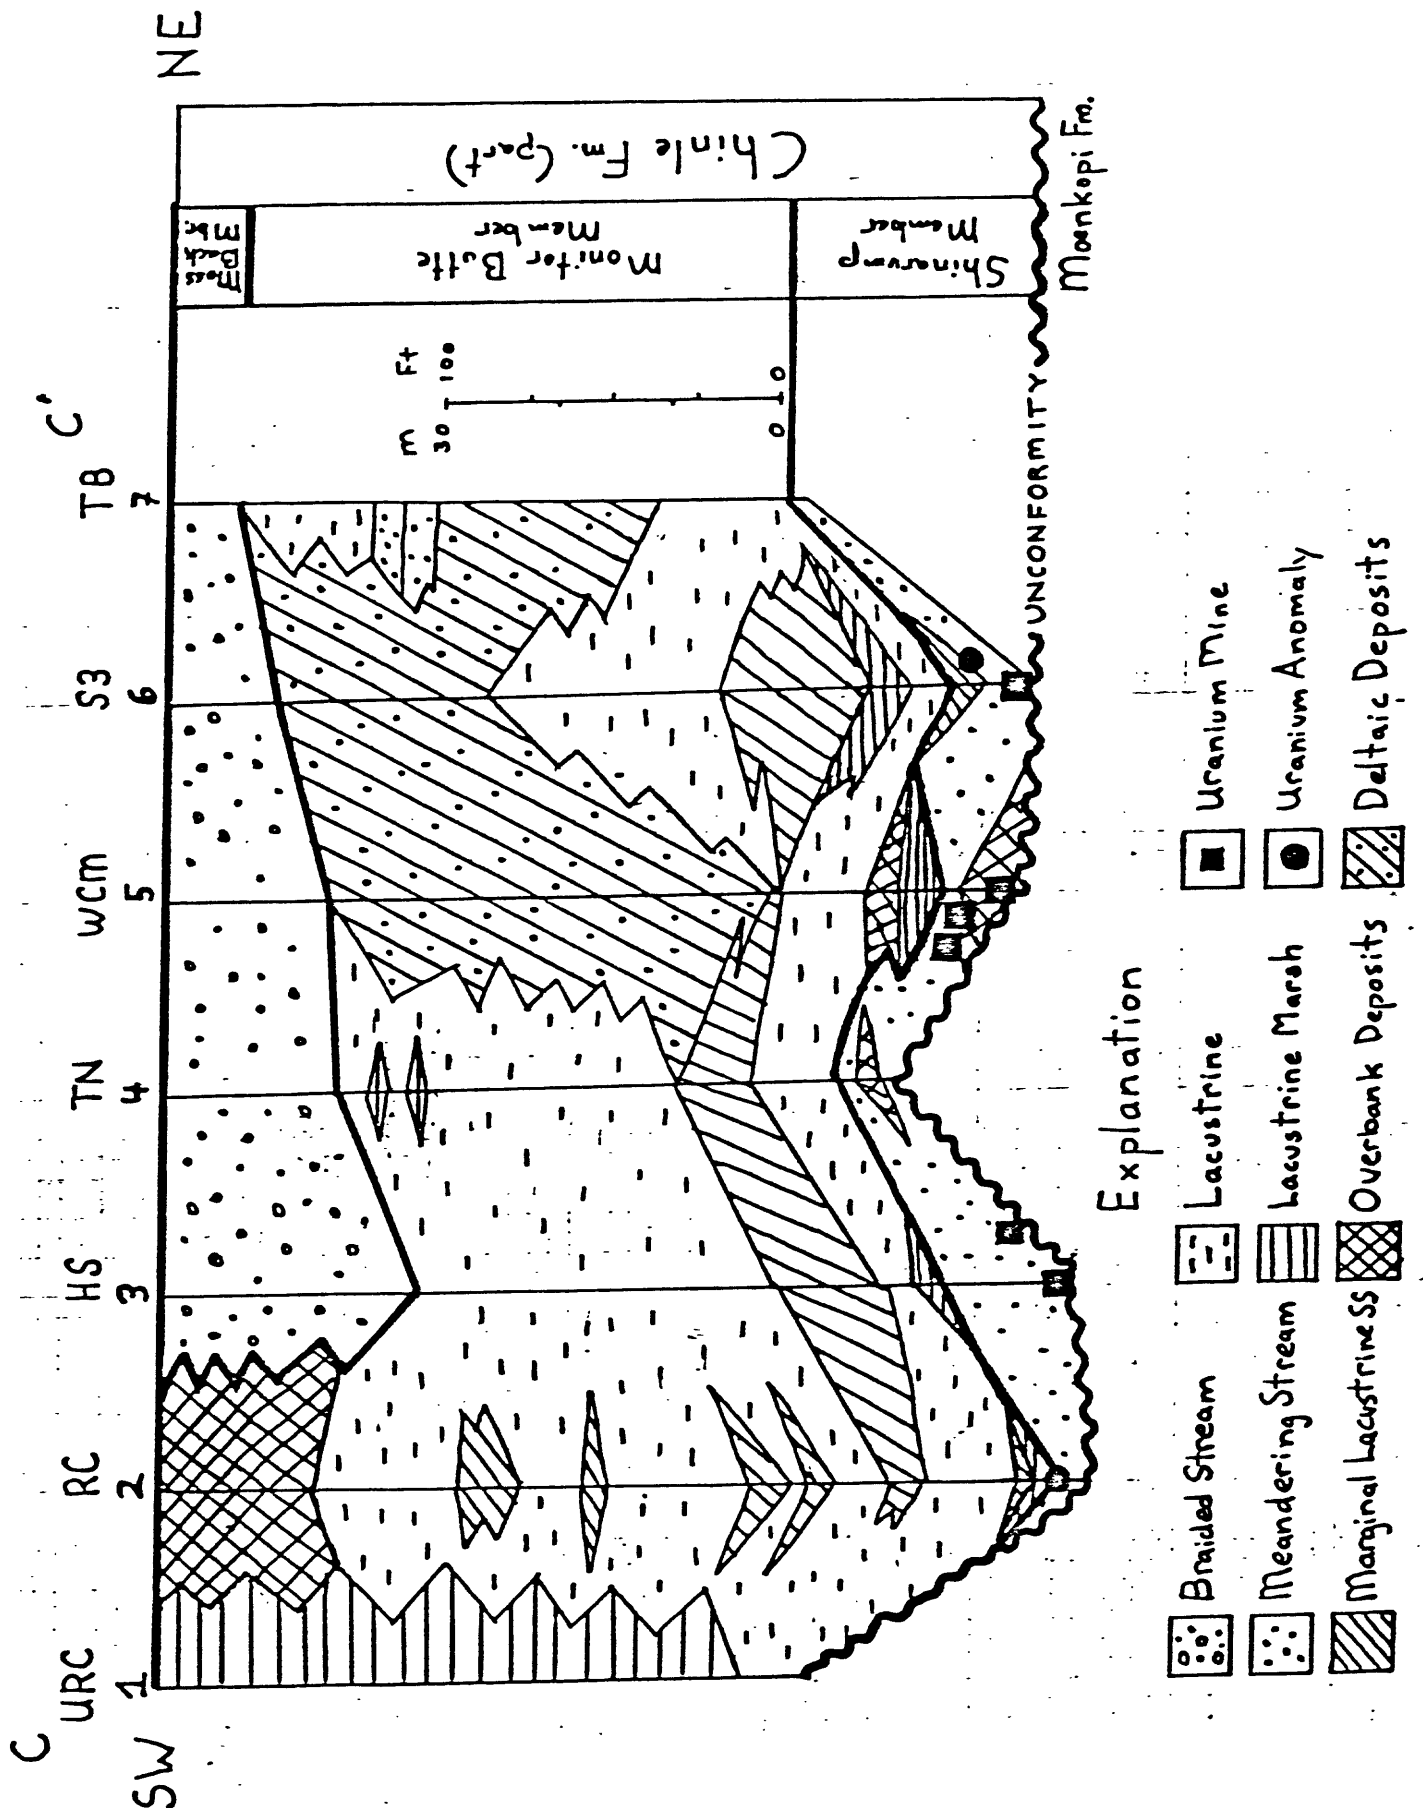 C C'
SW NE
URC RC HS TN WCM S3 TB
1 2 3 4 5 6 7
m Ft
30 100
0 0
Moss
Back
Mbr.
Moniter Butte
Member
Shinarump
Member
Chinle Fm. (part)
UNCONFORMITY
Moenkopi Fm.
Explanation
Braided Stream
Meandering Stream
Marginal Lacustrine SS
Lacustrine
Lacustrine Marsh
Overbank Deposits
Uranium Mine
Uranium Anomaly
Deltaic Deposits